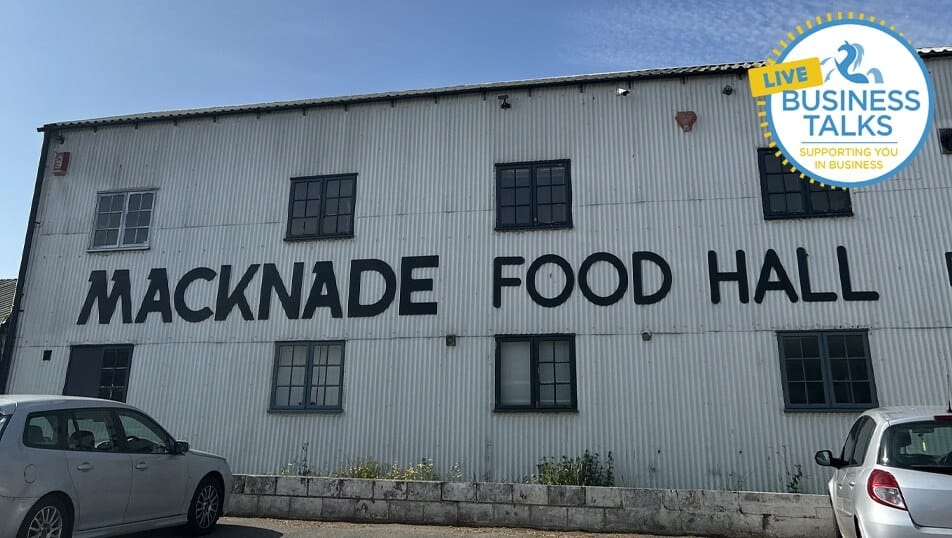 LIVE
BUSINESS
TALKS
SUPPORTING YOU
IN BUSINESS
MACKNADE FOOD HALL